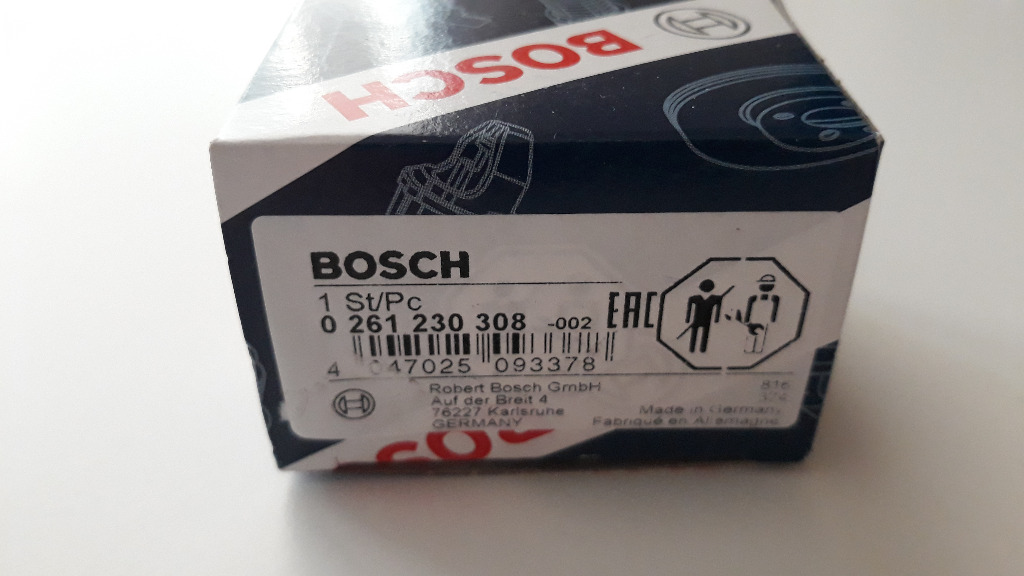 BOSCH
BOSCH
1 St/Pc
0 261 230 308 -002
EAC
4 047025 093378
Robert Bosch GmbH
Auf der Breit 4
76227 Karlsruhe
GERMANY
816
Made in Germany
Fabriqué en Allemagne